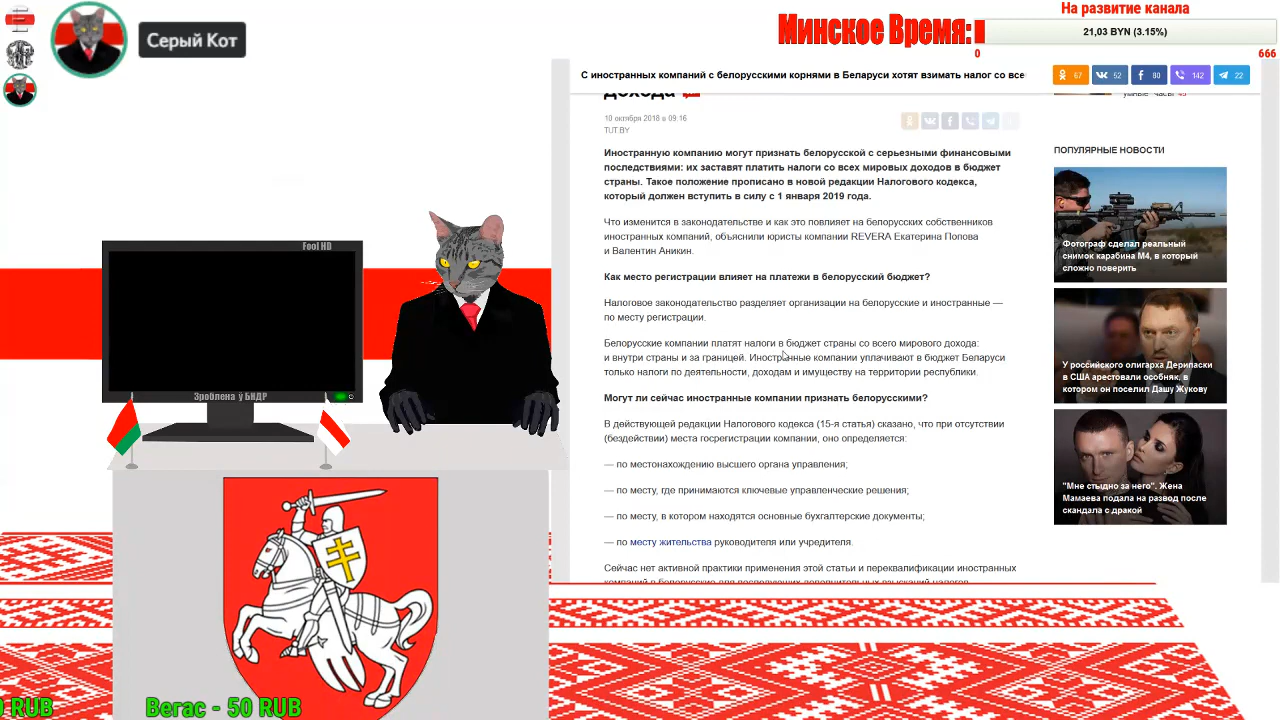 Серый Кот
Минское Время:
На развитие канала
21,03 BYN (3.15%)
0
666
С иностранных компаний с белорусскими корнями в Беларуси хотят взимать налог со все
67
52
80
142
22
дохода
10 октября 2018 в 09:16
TUT.BY
Иностранную компанию могут признать белорусской с серьезными финансовыми
последствиями: их заставят платить налоги со всех мировых доходов в бюджет
страны. Такое положение прописано в новой редакции Налогового кодекса,
который должен вступить в силу с 1 января 2019 года.
Что изменится в законодательстве и как это повлияет на белорусских собственников
иностранных компаний, объяснили юристы компании REVERA Екатерина Попова
и Валентин Аникин.
Как место регистрации влияет на платежи в белорусский бюджет?
Налоговое законодательство разделяет организации на белорусские и иностранные —
по месту регистрации.
Белорусские компании платят налоги в бюджет страны со всего мирового дохода:
и внутри страны и за границей. Иностранные компании уплачивают в бюджет Беларуси
только налоги по деятельности, доходам и имуществу на территории республики.
Могут ли сейчас иностранные компании признать белорусскими?
В действующей редакции Налогового кодекса (15-я статья) сказано, что при отсутствии
(бездействии) места госрегистрации компании, оно определяется:
— по местонахождению высшего органа управления;
— по месту, где принимаются ключевые управленческие решения;
— по месту, в котором находятся основные бухгалтерские документы;
— по месту жительства руководителя или учредителя.
Сейчас нет активной практики применения этой статьи и переквалификации иностранных
компаний в белорусские для последующих дополнительных взысканий налогов.
умные часы
ПОПУЛЯРНЫЕ НОВОСТИ
Фотограф сделал реальный
снимок карабина М4, в который
сложно поверить
У российского олигарха Дерипаски
в США арестовали особняк, в
котором он поселил Дашу Жукову
"Мне стыдно за него". Жена
Мамаева подала на развод после
скандала с дракой
Fool HD
Зроблена ў БНДР
0 RUB
Вегас - 50 RUB